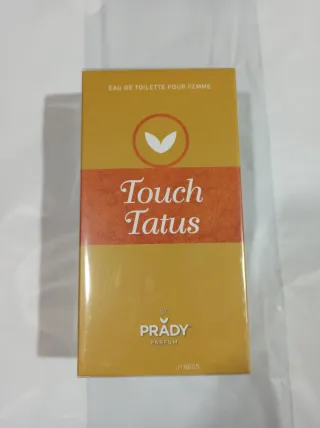 EAU DE TOILETTE POUR FEMME
Touch
Tatus
PRADY
PARFUM